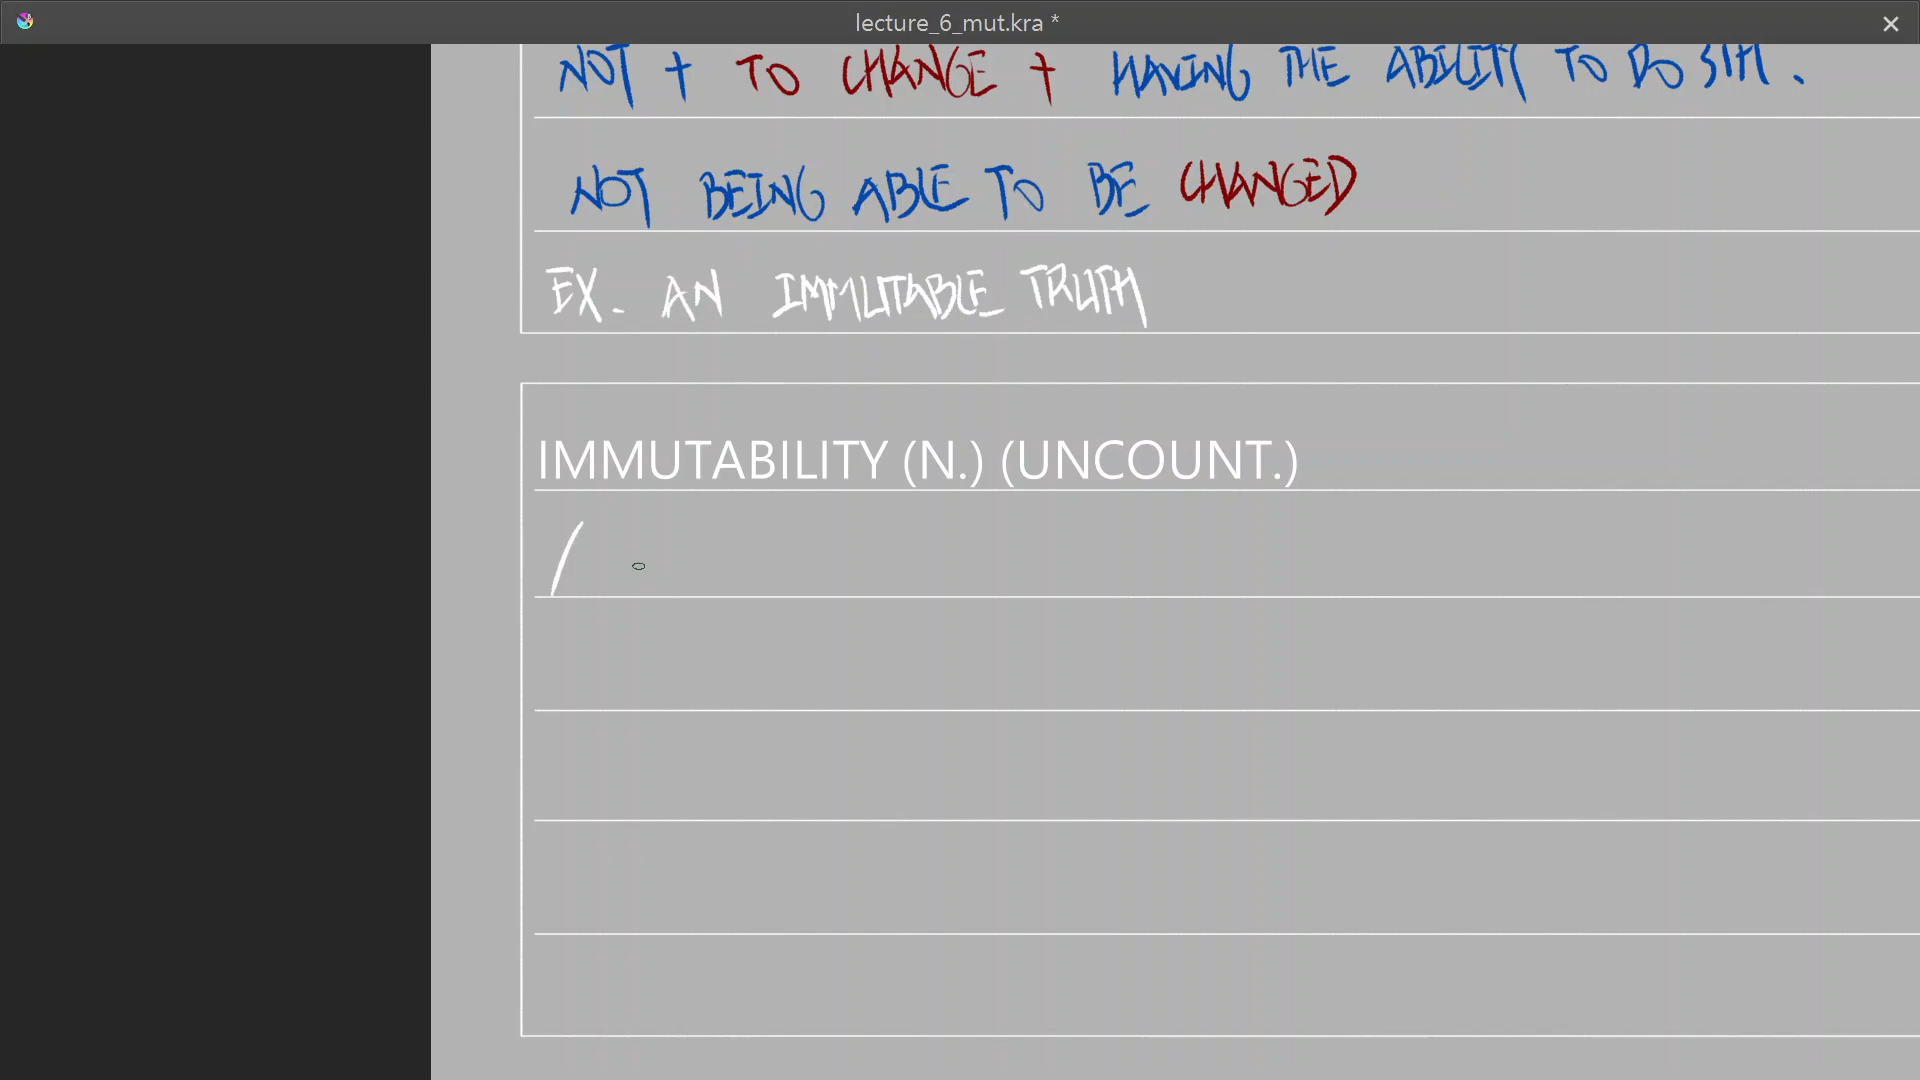 lecture_6_mut.kra *
NOT + TO CHANGE + HAVING THE ABILITY TO DO STH.
NOT BEING ABLE TO BE CHANGED
EX. AN IMMUTABLE TRUTH
IMMUTABILITY (N.) (UNCOUNT.)
/